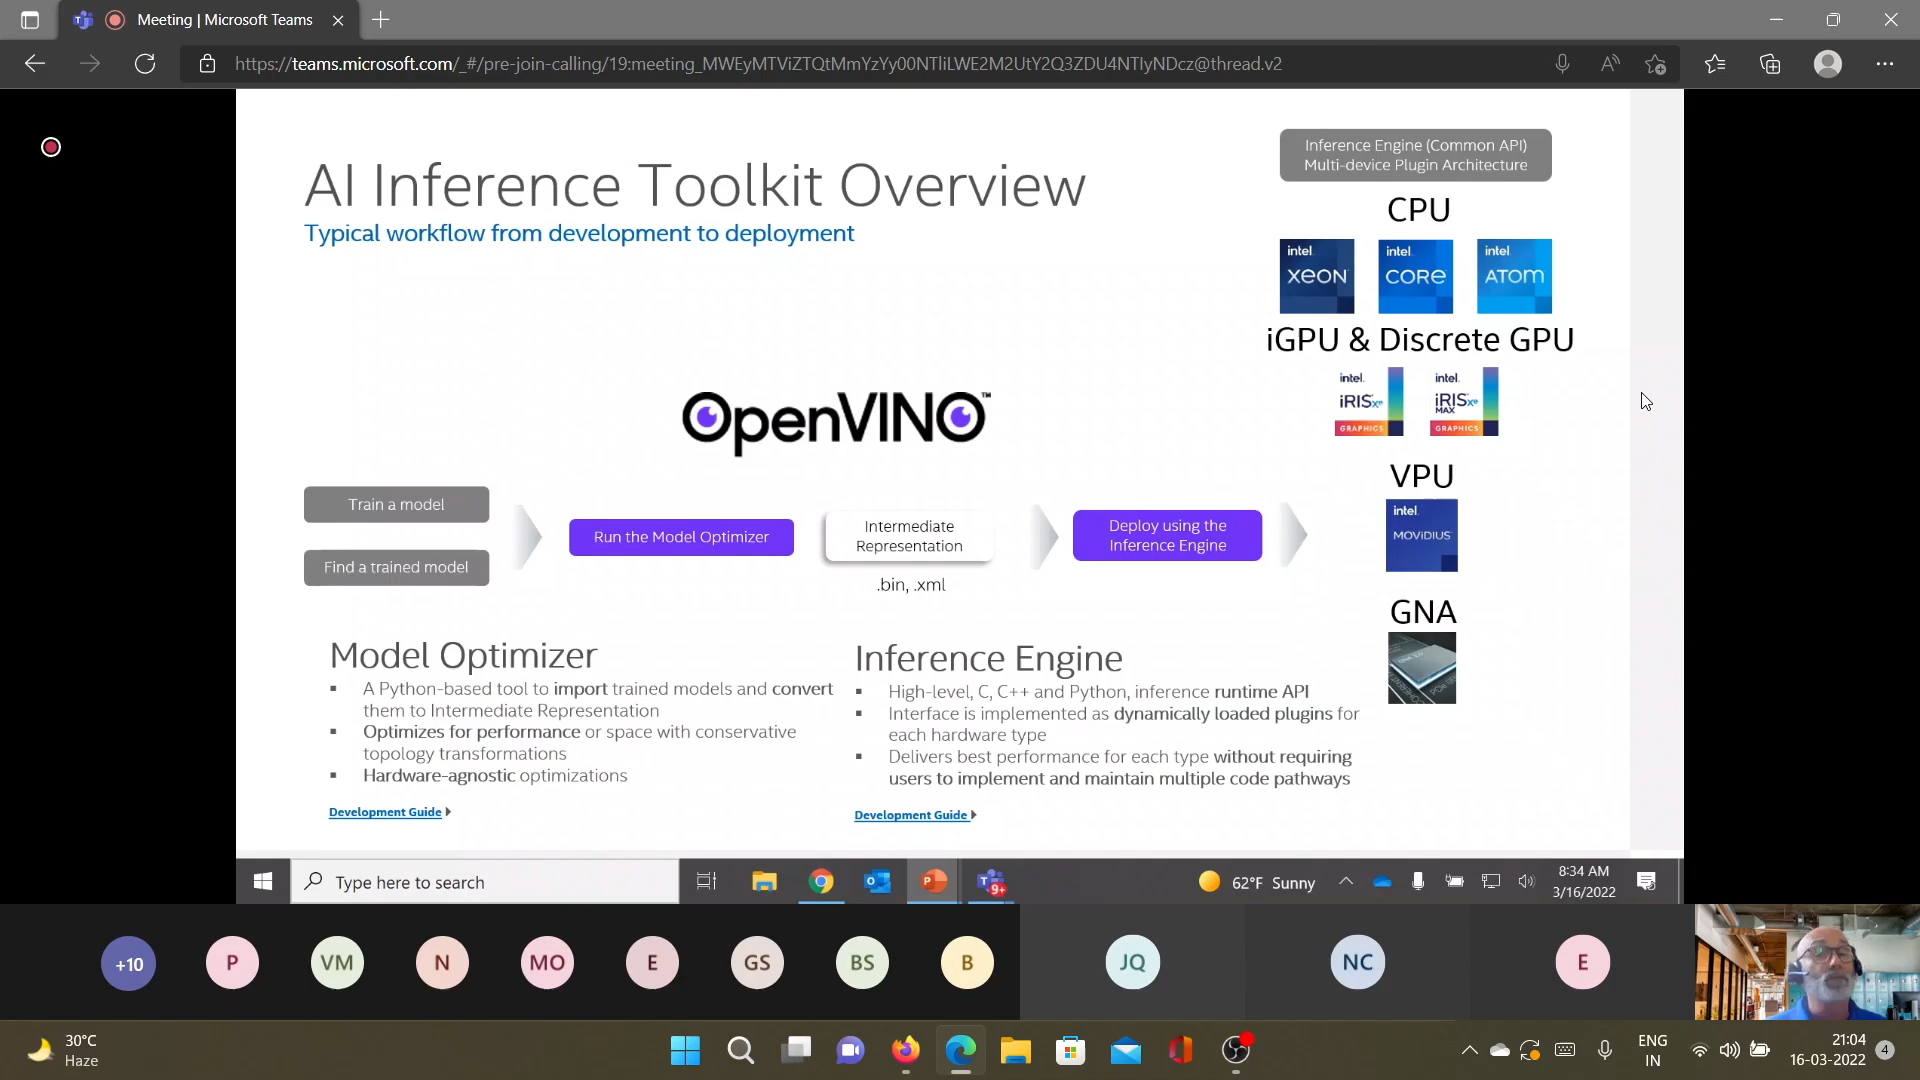 Meeting | Microsoft Teams
https://teams.microsoft.com/_#/pre-join-calling/19:meeting_MWEyMTViZTQtMmYzYy00NTliLWE2M2UtY2Q3ZDU4NTIyNDcz@thread.v2
AI Inference Toolkit Overview
Typical workflow from development to deployment
Inference Engine (Common API)
Multi-device Plugin Architecture
CPU
intel. XEON
intel. CORE
intel. ATOM
iGPU & Discrete GPU
intel. iRIS Xe GRAPHICS
intel. iRIS Xe MAX GRAPHICS
OpenVINO™
VPU
intel. MOVIDIUS
GNA
Train a model
Find a trained model
Run the Model Optimizer
Intermediate
Representation
.bin, .xml
Deploy using the
Inference Engine
Model Optimizer
▪ A Python-based tool to import trained models and convert
them to Intermediate Representation
▪ Optimizes for performance or space with conservative
topology transformations
▪ Hardware-agnostic optimizations
Development Guide
Inference Engine
▪ High-level, C, C++ and Python, inference runtime API
▪ Interface is implemented as dynamically loaded plugins for
each hardware type
▪ Delivers best performance for each type without requiring
users to implement and maintain multiple code pathways
Development Guide
Type here to search
9+
62°F Sunny
8:34 AM
3/16/2022
+10
P
VM
N
MO
E
GS
BS
B
JQ
NC
E
30°C
Haze
ENG
IN
21:04
16-03-2022
4